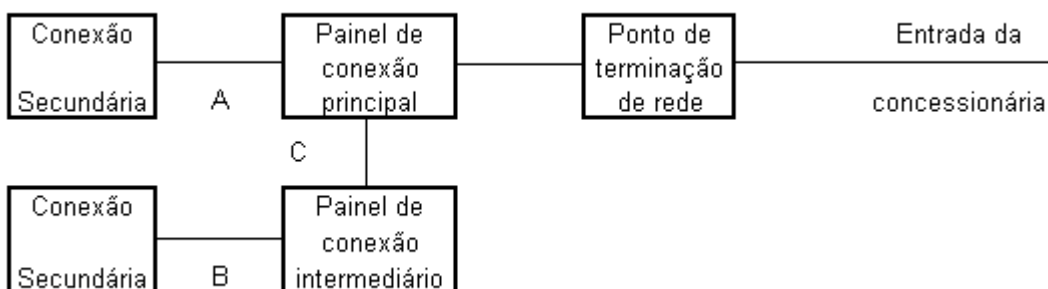 Conexão
Secundária
A
Painel de
conexão
principal
Ponto de
terminação
de rede
Entrada da
concessionária
C
Conexão
Secundária
B
Painel de
conexão
intermediário